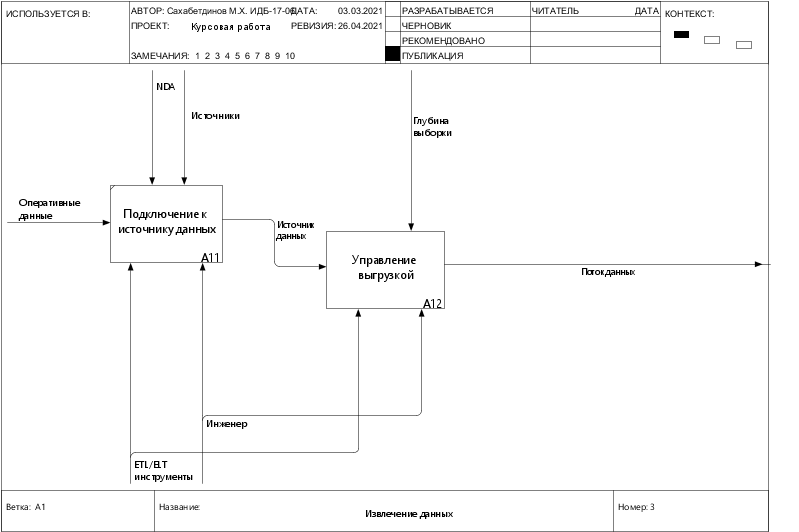 ИСПОЛЬЗУЕТСЯ В:
АВТОР: Сахабетдинов М.Х. ИДБ-17-06
ДАТА: 03.03.2021
РАЗРАБАТЫВАЕТСЯ
ЧИТАТЕЛЬ
ДАТА
КОНТЕКСТ:
ПРОЕКТ: Курсовая работа
РЕВИЗИЯ: 26.04.2021
ЧЕРНОВИК
РЕКОМЕНДОВАНО
ЗАМЕЧАНИЯ: 1 2 3 4 5 6 7 8 9 10
ПУБЛИКАЦИЯ
NDA
Источники
Глубина
выборки
Оперативные
данные
Подключение к
источнику данных
A11
Источник
данных
Управление
выгрузкой
A12
Поток данных
Инженер
ETL/ELT
инструменты
Ветка: A1
Название:
Извлечение данных
Номер: 3